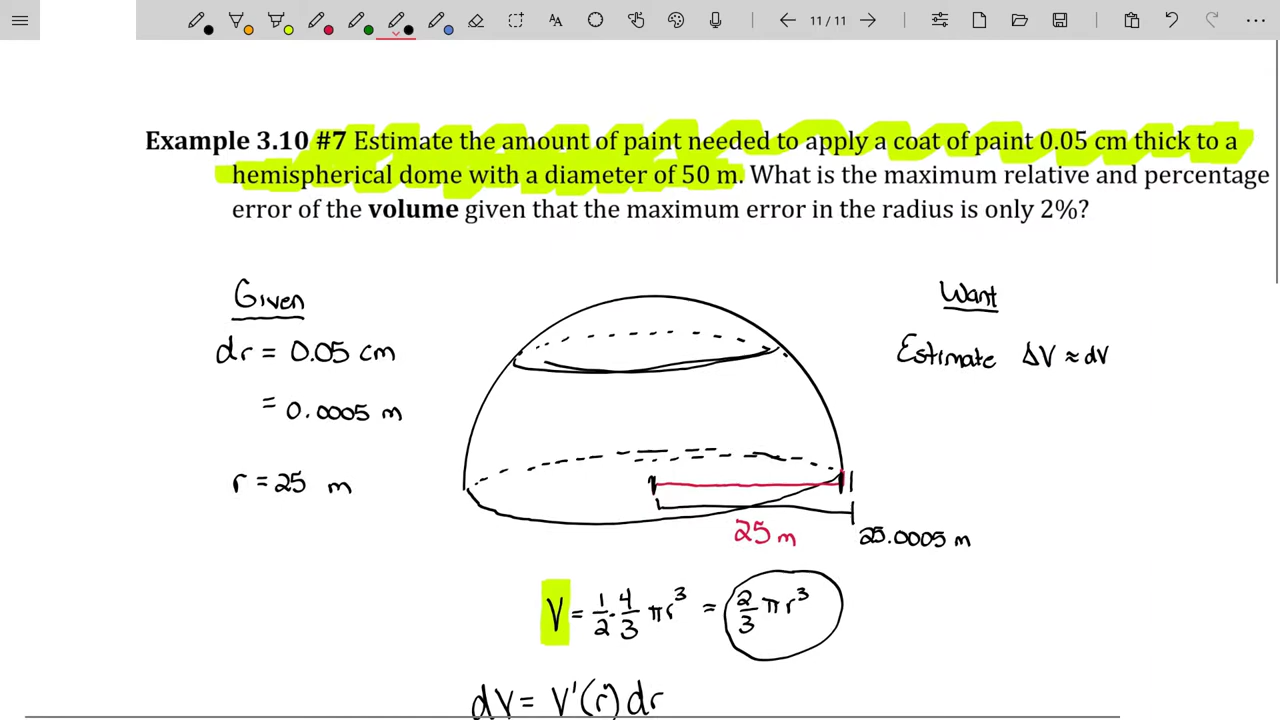 11 / 11
Example 3.10 #7 Estimate the amount of paint needed to apply a coat of paint 0.05 cm thick to a
hemispherical dome with a diameter of 50 m. What is the maximum relative and percentage
error of the volume given that the maximum error in the radius is only 2%?
Given
dr = 0.05 cm
= 0.0005 m
r = 25 m
Want
Estimate ΔV ≈ dV
25 m
25.0005 m
V = 1/2 · 4/3 πr³ = 2/3 πr³
dV = V'(r) dr